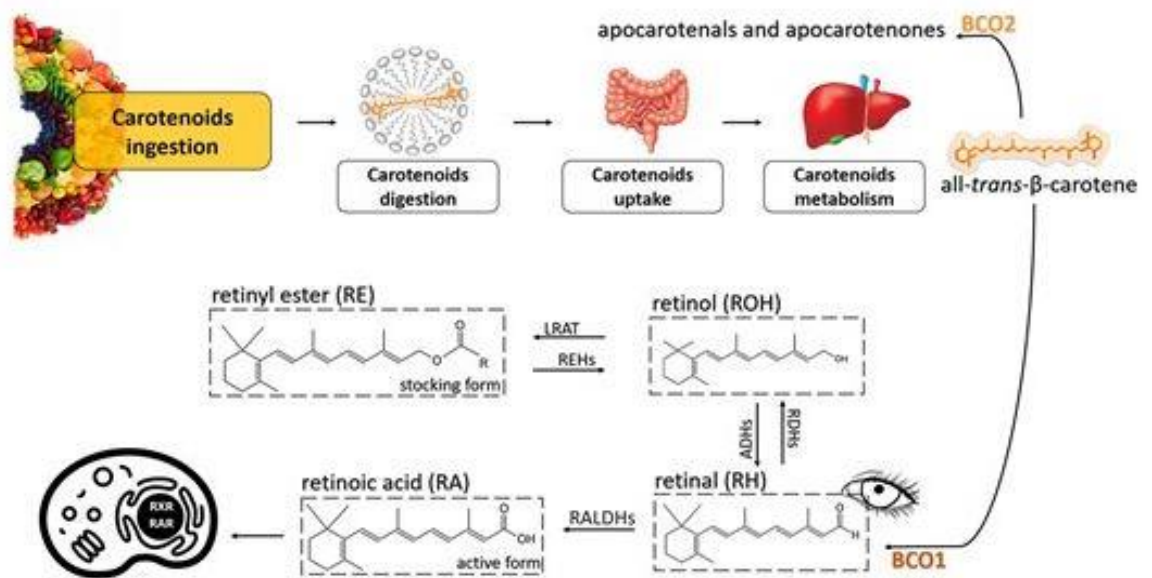 apocarotenals and apocarotenones
BCO2
Carotenoids
ingestion
Carotenoids
digestion
Carotenoids
uptake
Carotenoids
metabolism
all-trans-β-carotene
retinyl ester (RE)
O
O
R
stocking form
LRAT
REHs
retinol (ROH)
OH
ADHs
RDHs
RXR
RAR
retinoic acid (RA)
O
OH
active form
RALDHs
retinal (RH)
O
H
BCO1